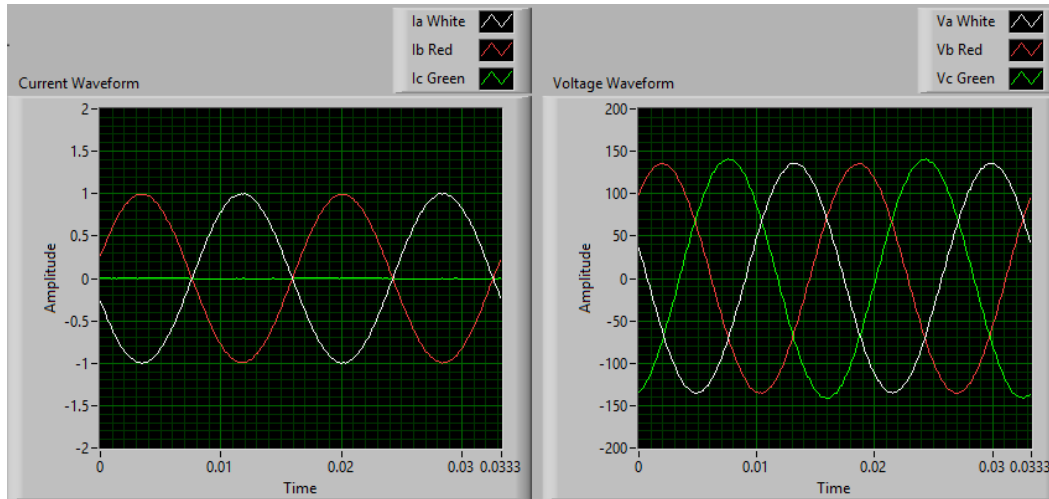 Ia White
Ib Red
Ic Green
Current Waveform
Amplitude
2
1.5
1
0.5
0
-0.5
-1
-1.5
-2
0 0.01 0.02 0.03 0.0333
Time
Va White
Vb Red
Vc Green
Voltage Waveform
Amplitude
200
150
100
50
0
-50
-100
-150
-200
0 0.01 0.02 0.03 0.0333
Time